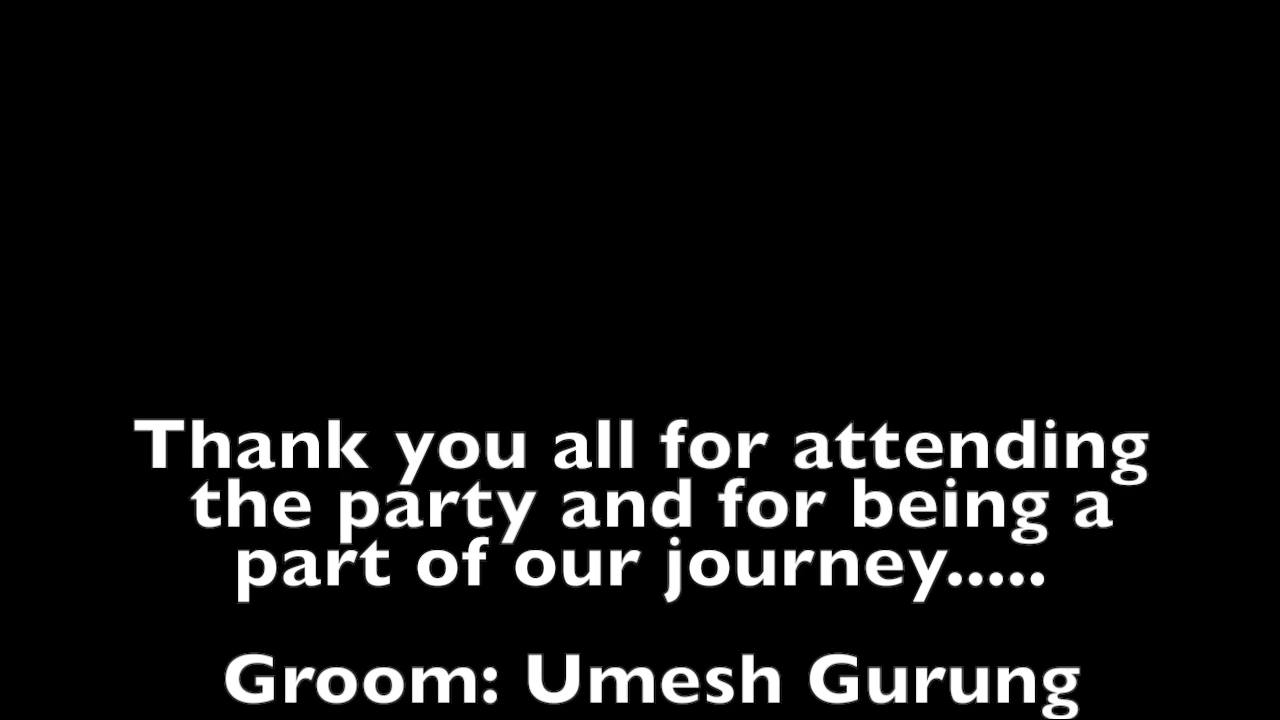 Thank you all for attending
the party and for being a
part of our journey.....
Groom: Umesh Gurung